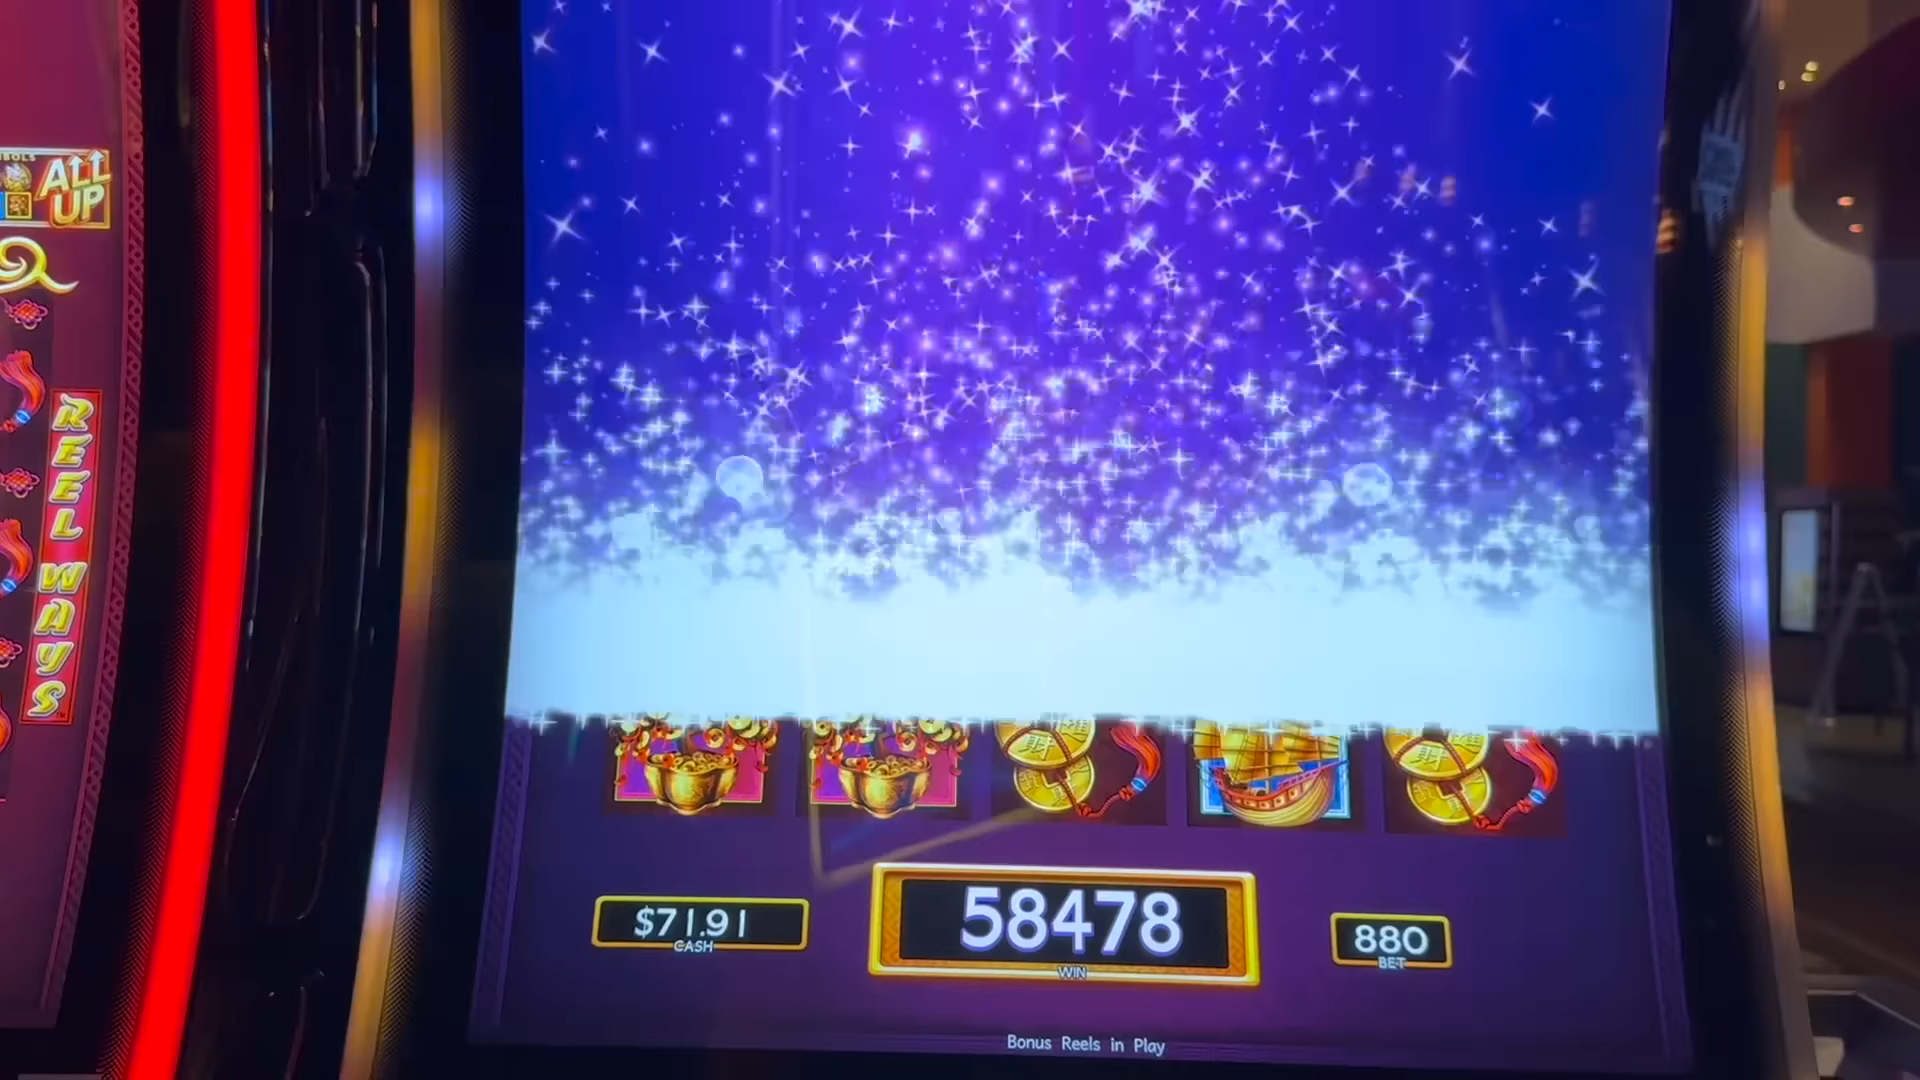 ALL
UP
REEL WAYS
$71.91
CASH
58478
WIN
880
BET
Bonus Reels in Play